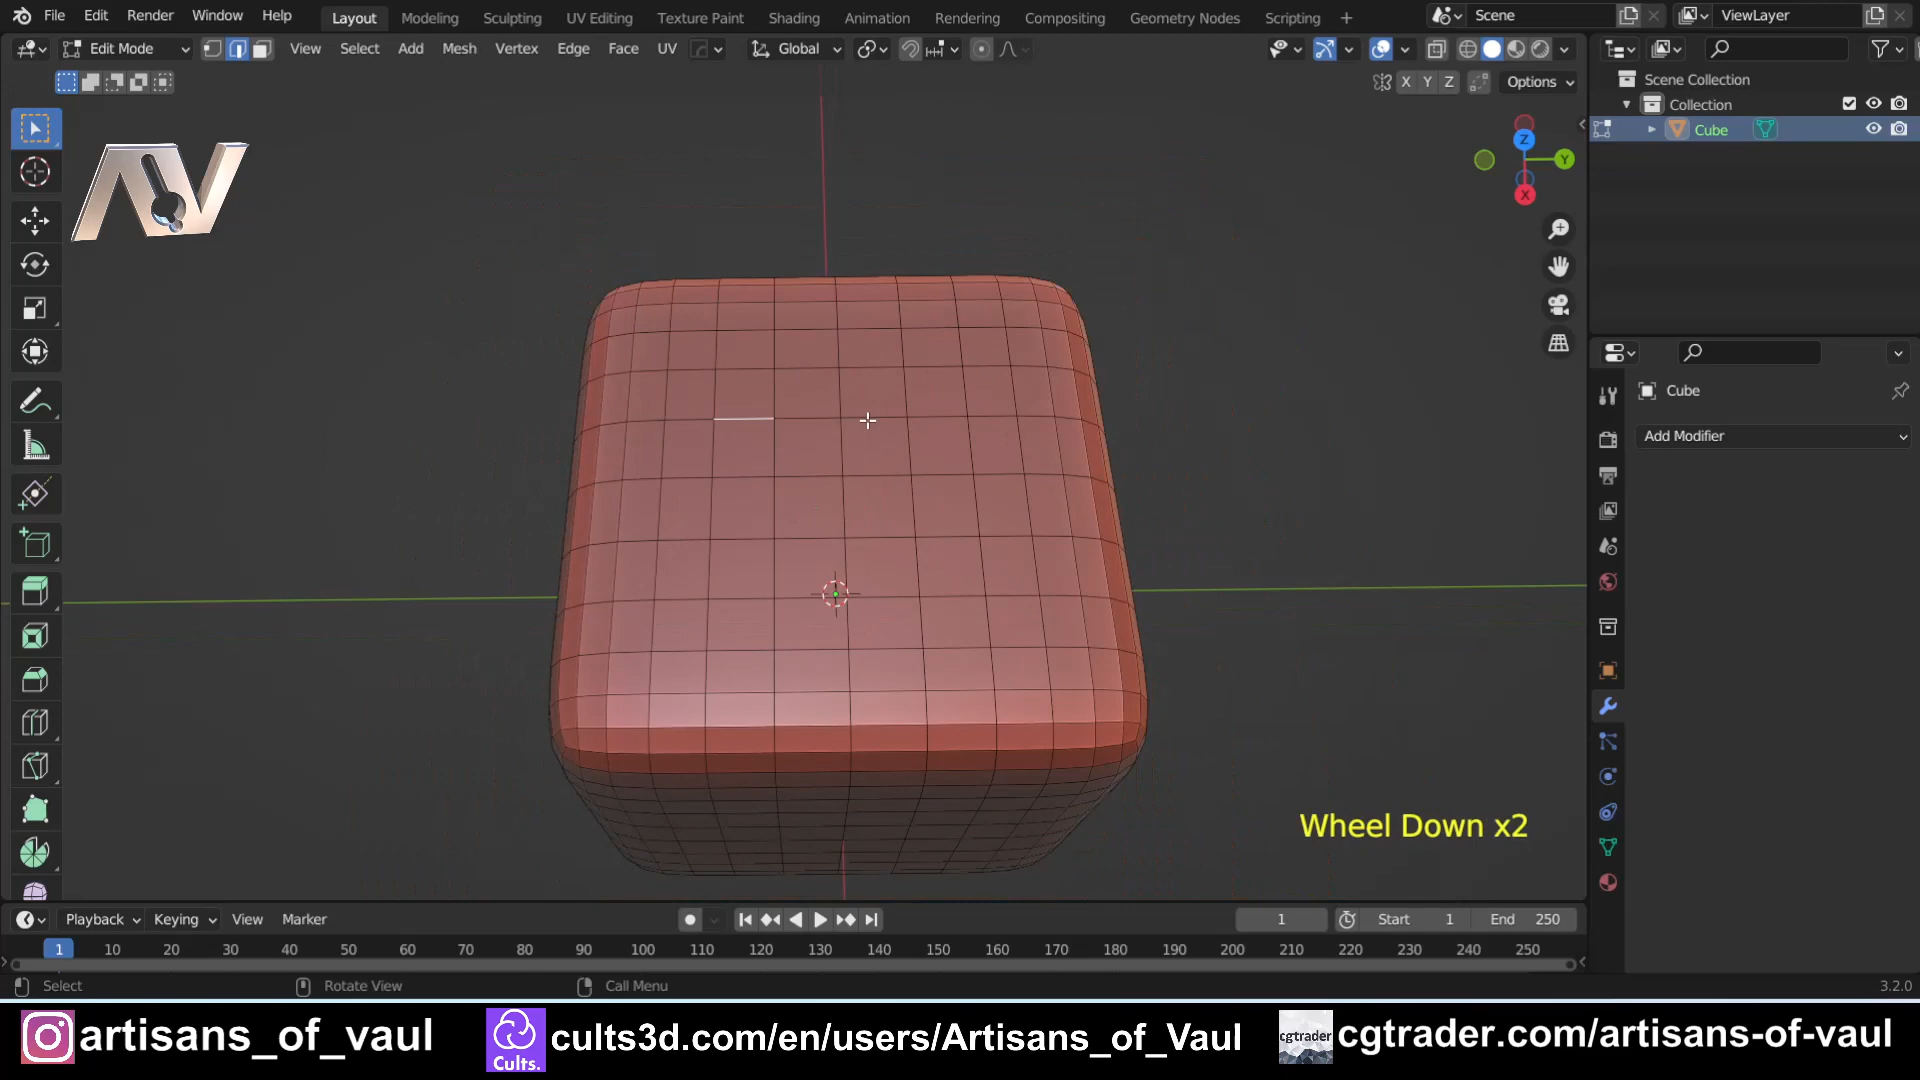 File Edit Render Window Help Layout Modeling Sculpting UV Editing Texture Paint Shading Animation Rendering Compositing Geometry Nodes Scripting + Scene ViewLayer
Edit Mode View Select Add Mesh Vertex Edge Face UV Global
X Y Z Options
Scene Collection
Collection
Cube
Z
Y
X
Cube
Add Modifier
Wheel Down x2
Playback Keying View Marker 1 Start 1 End 250
1 10 20 30 40 50 60 70 80 90 100 110 120 130 140 150 160 170 180 190 200 210 220 230 240 250
Select Rotate View Call Menu 3.2.0
artisans_of_vaul Cults. cults3d.com/en/users/Artisans_of_Vaul cgtrader cgtrader.com/artisans-of-vaul